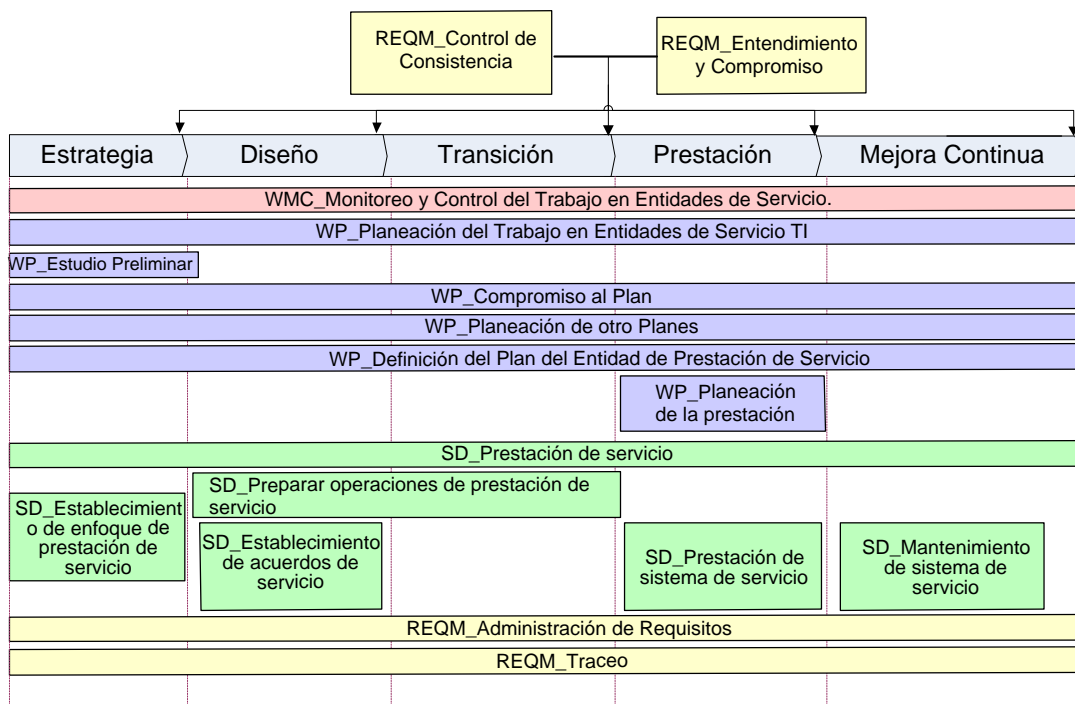 REQM_Control de
Consistencia
REQM_Entendimiento
y Compromiso
Estrategia
Diseño
Transición
Prestación
Mejora Continua
WMC_Monitoreo y Control del Trabajo en Entidades de Servicio.
WP_Planeación del Trabajo en Entidades de Servicio TI
WP_Estudio Preliminar
WP_Compromiso al Plan
WP_Planeación de otro Planes
WP_Definición del Plan del Entidad de Prestación de Servicio
WP_Planeación
de la prestación
SD_Prestación de servicio
SD_Preparar operaciones de prestación de
servicio
SD_Establecimient
o de enfoque de
prestación de
servicio
SD_Establecimiento
de acuerdos de
servicio
SD_Prestación de
sistema de servicio
SD_Mantenimiento
de sistema de
servicio
REQM_Administración de Requisitos
REQM_Traceo